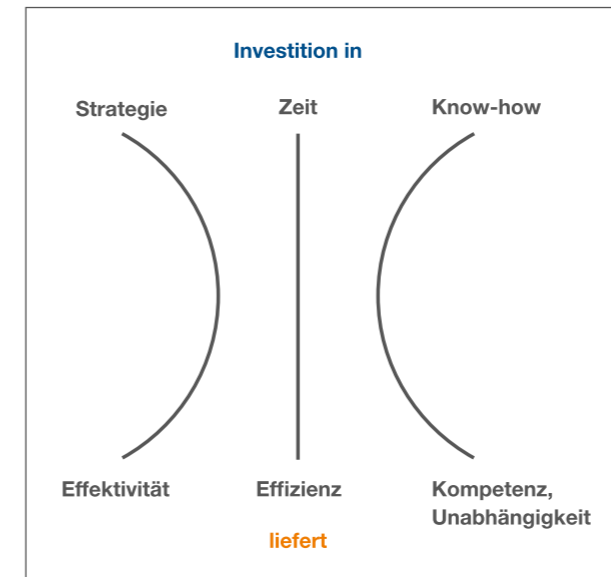 Investition in
Strategie
Zeit
Know-how
Effektivität
Effizienz
Kompetenz,
Unabhängigkeit
liefert